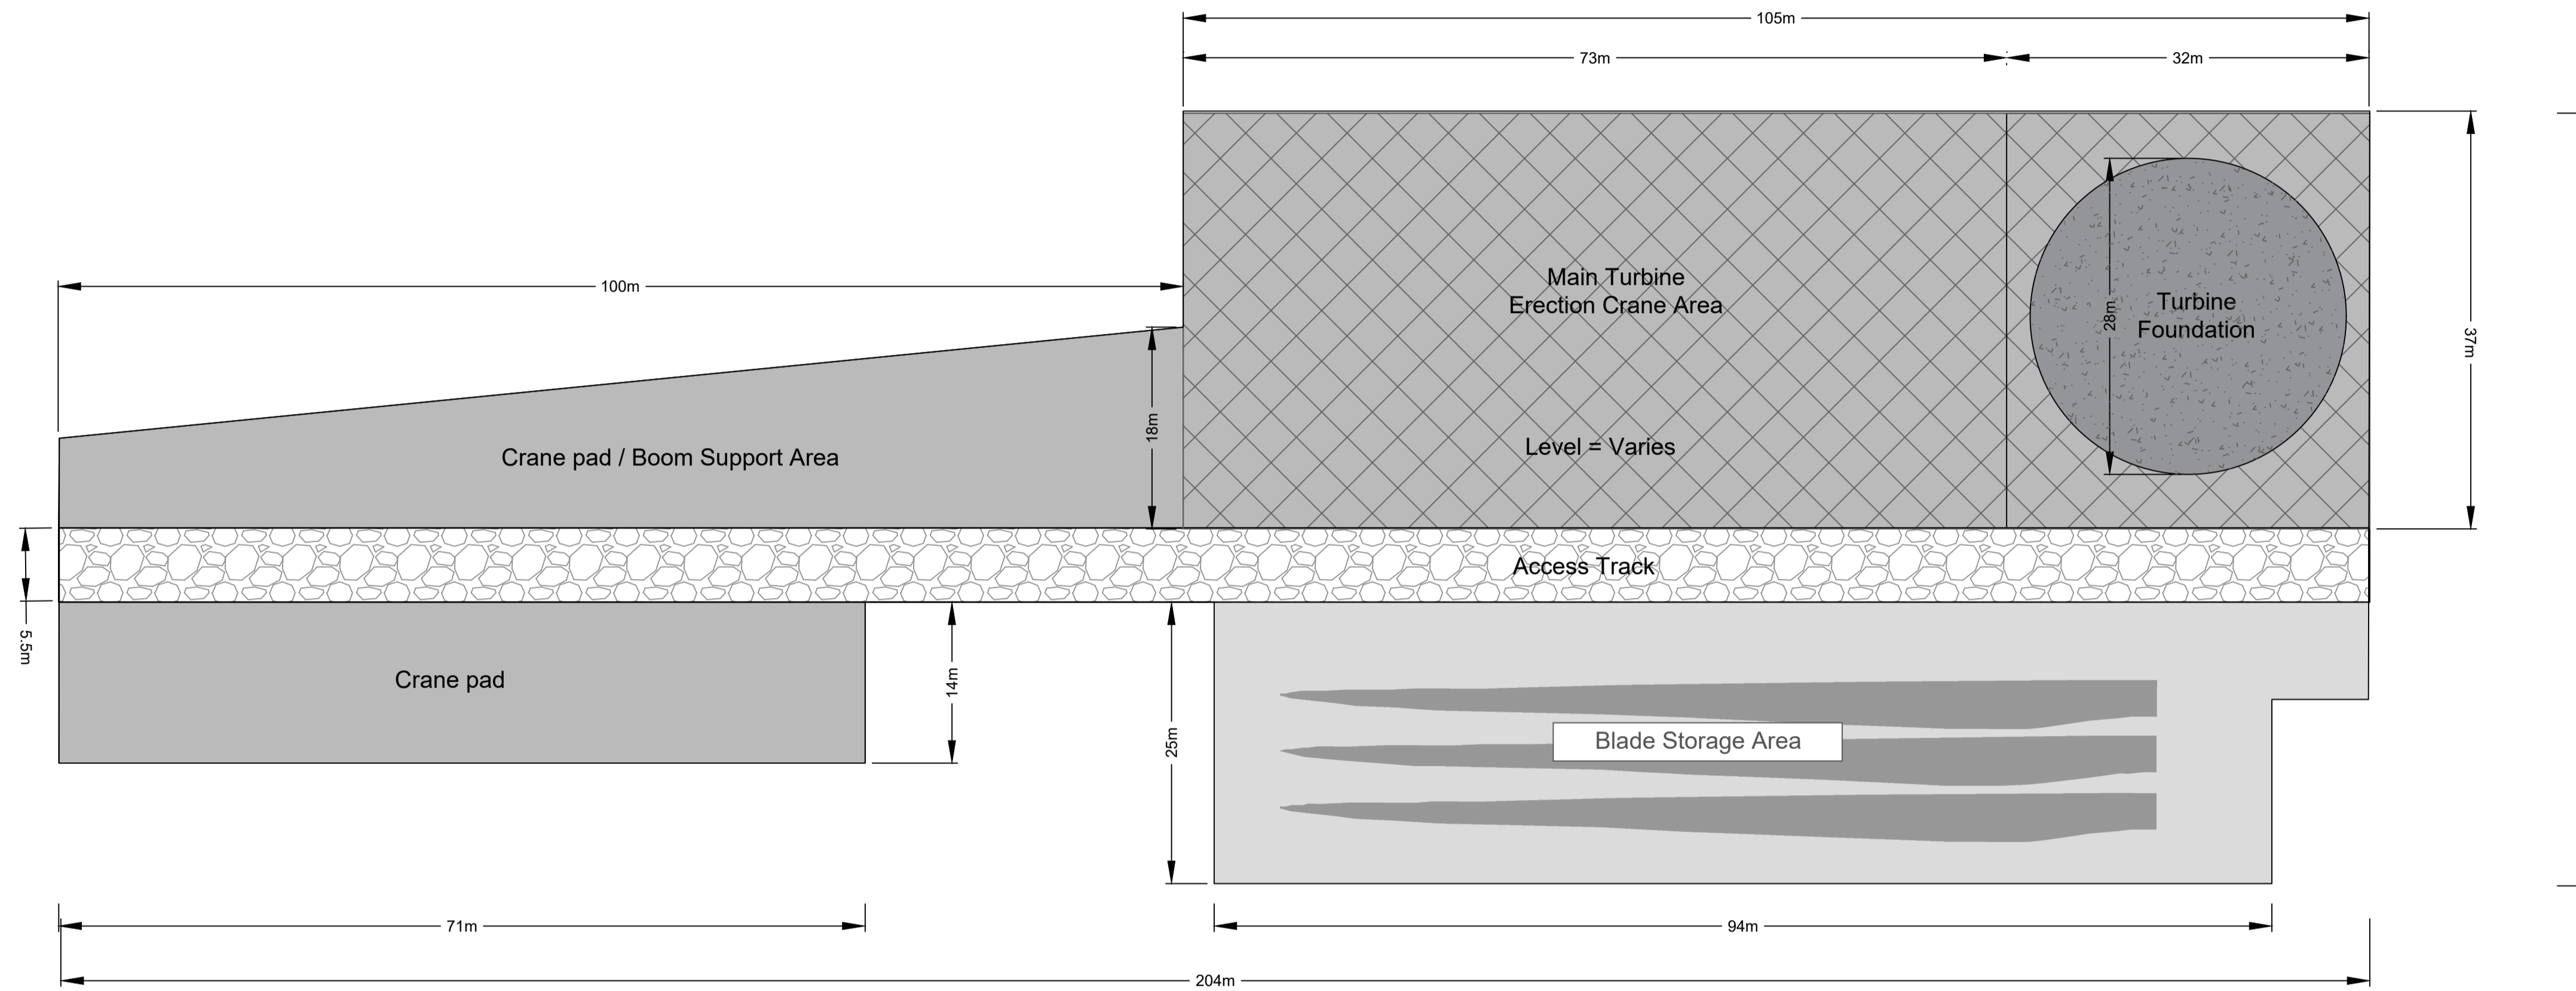 105m
73m
32m
Main Turbine
Erection Crane Area
Level = Varies
28m
Turbine
Foundation
37m
100m
18m
Crane pad / Boom Support Area
Access Track
5.5m
Crane pad
14m
25m
Blade Storage Area
71m
94m
204m